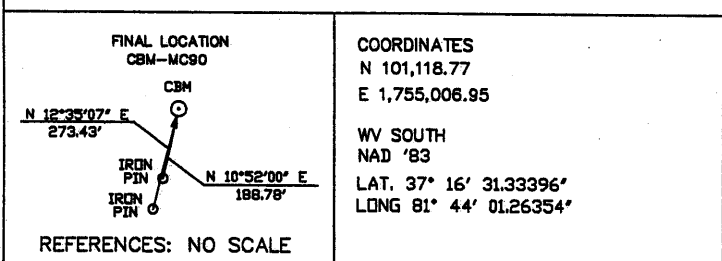 FINAL LOCATION
CBM-MC90
CBM
N 12°35'07" E
273.43'
IRON
PIN
N 10°52'00" E
188.78'
IRON
PIN
REFERENCES: NO SCALE
COORDINATES
N 101,118.77
E 1,755,006.95
WV SOUTH
NAD '83
LAT. 37° 16' 31.33396"
LONG 81° 44' 01.26354"